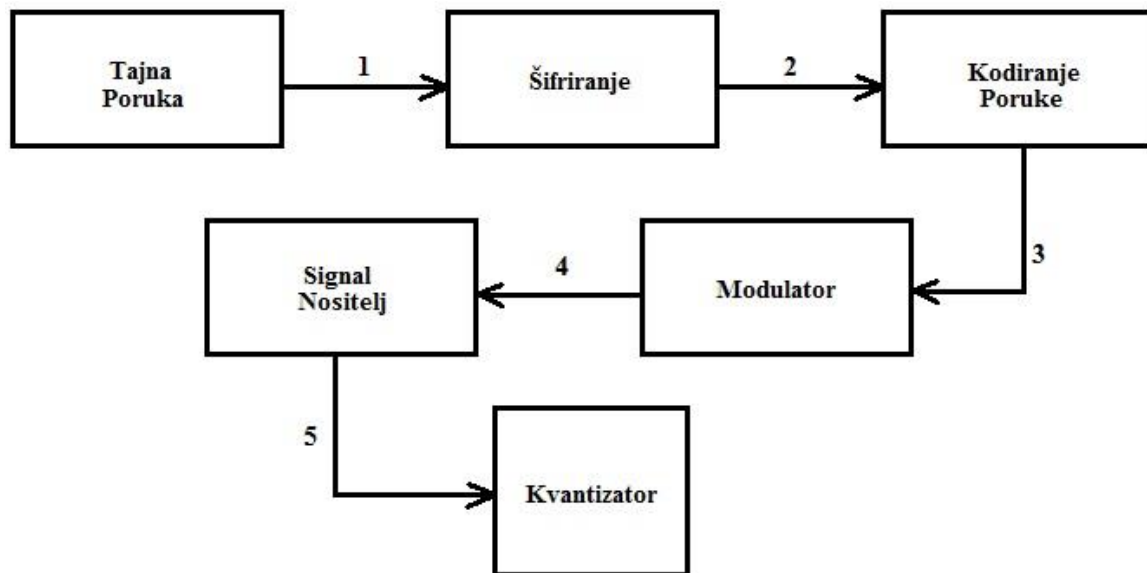 Tajna
Poruka
1
Šifriranje
2
Kodiranje
Poruke
3
Modulator
4
Signal
Nositelj
5
Kvantizator